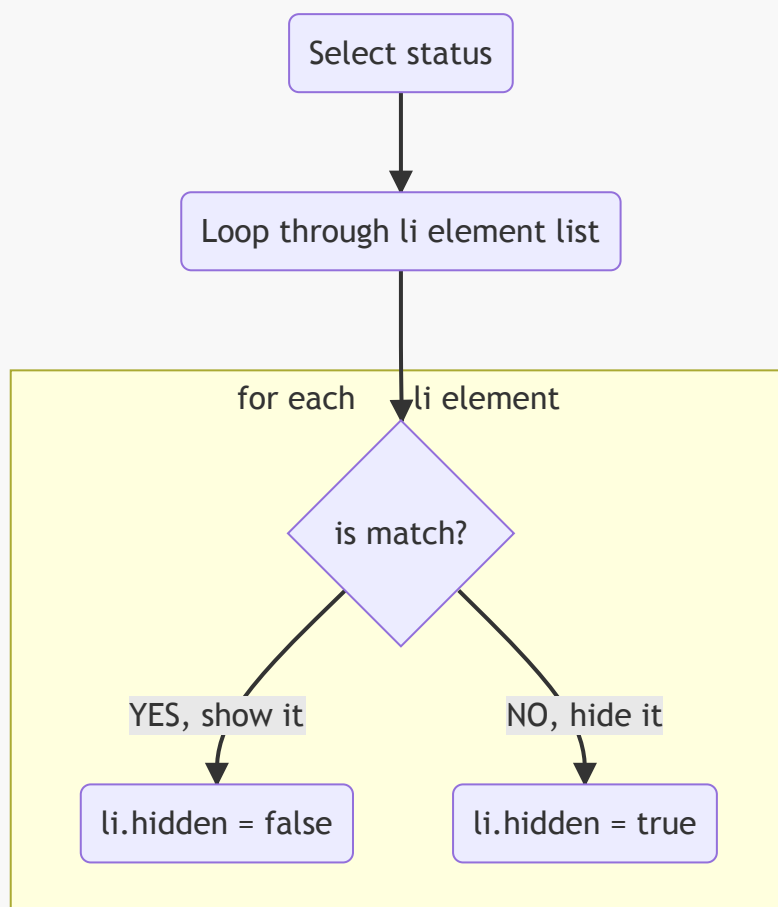 Select status
Loop through li element list
for each li element
is match?
YES, show it
NO, hide it
li.hidden = false
li.hidden = true